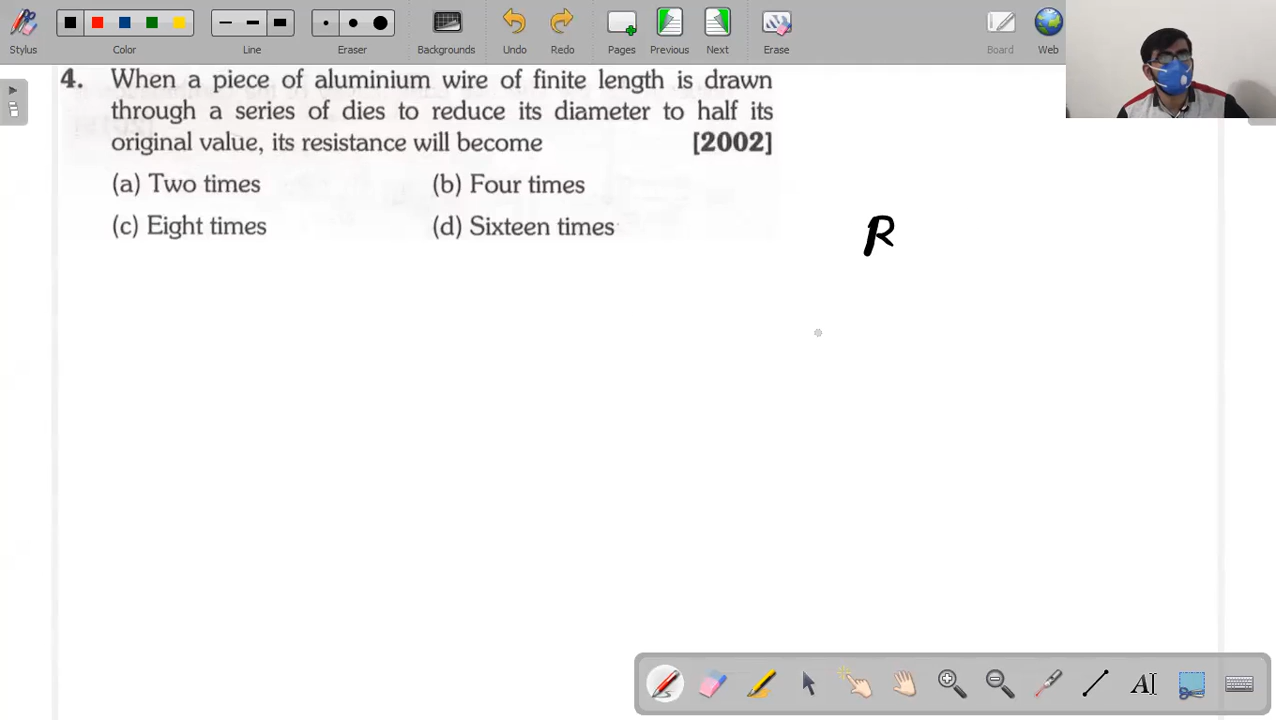 Stylus Color Line Eraser Backgrounds Undo Redo Pages Previous Next Erase Board Web
4. When a piece of aluminium wire of finite length is drawn
through a series of dies to reduce its diameter to half its
original value, its resistance will become [2002]
(a) Two times (b) Four times
(c) Eight times (d) Sixteen times
R